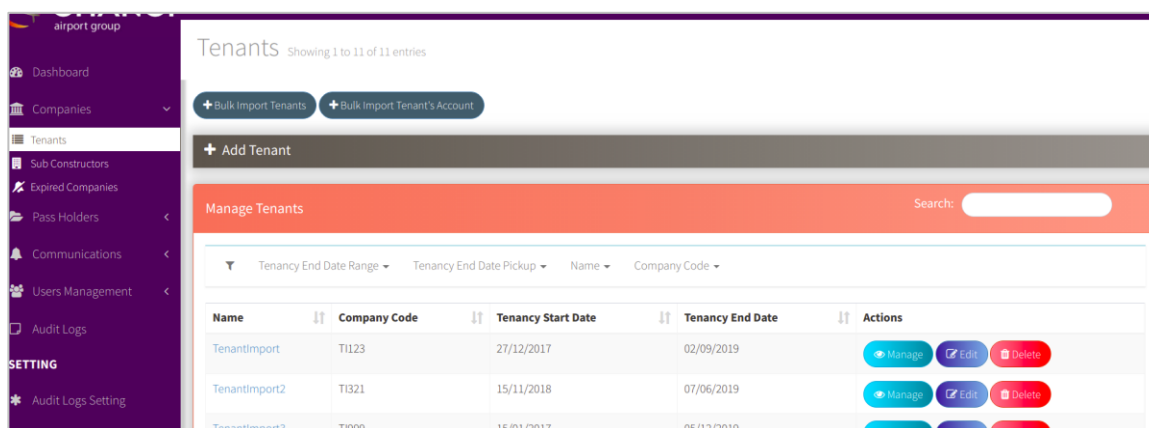 airport group
Dashboard
Companies
Tenants
Sub Constructors
Expired Companies
Pass Holders
Communications
Users Management
Audit Logs
SETTING
Audit Logs Setting
Tenants Showing 1 to 11 of 11 entries
Bulk Import Tenants Bulk Import Tenant's Account
Add Tenant
Manage Tenants Search:
Tenancy End Date Range Tenancy End Date Pickup Name Company Code
Name Company Code Tenancy Start Date Tenancy End Date Actions
TenantImport TI123 27/12/2017 02/09/2019 Manage Edit Delete
TenantImport2 TI321 15/11/2018 07/06/2019 Manage Edit Delete